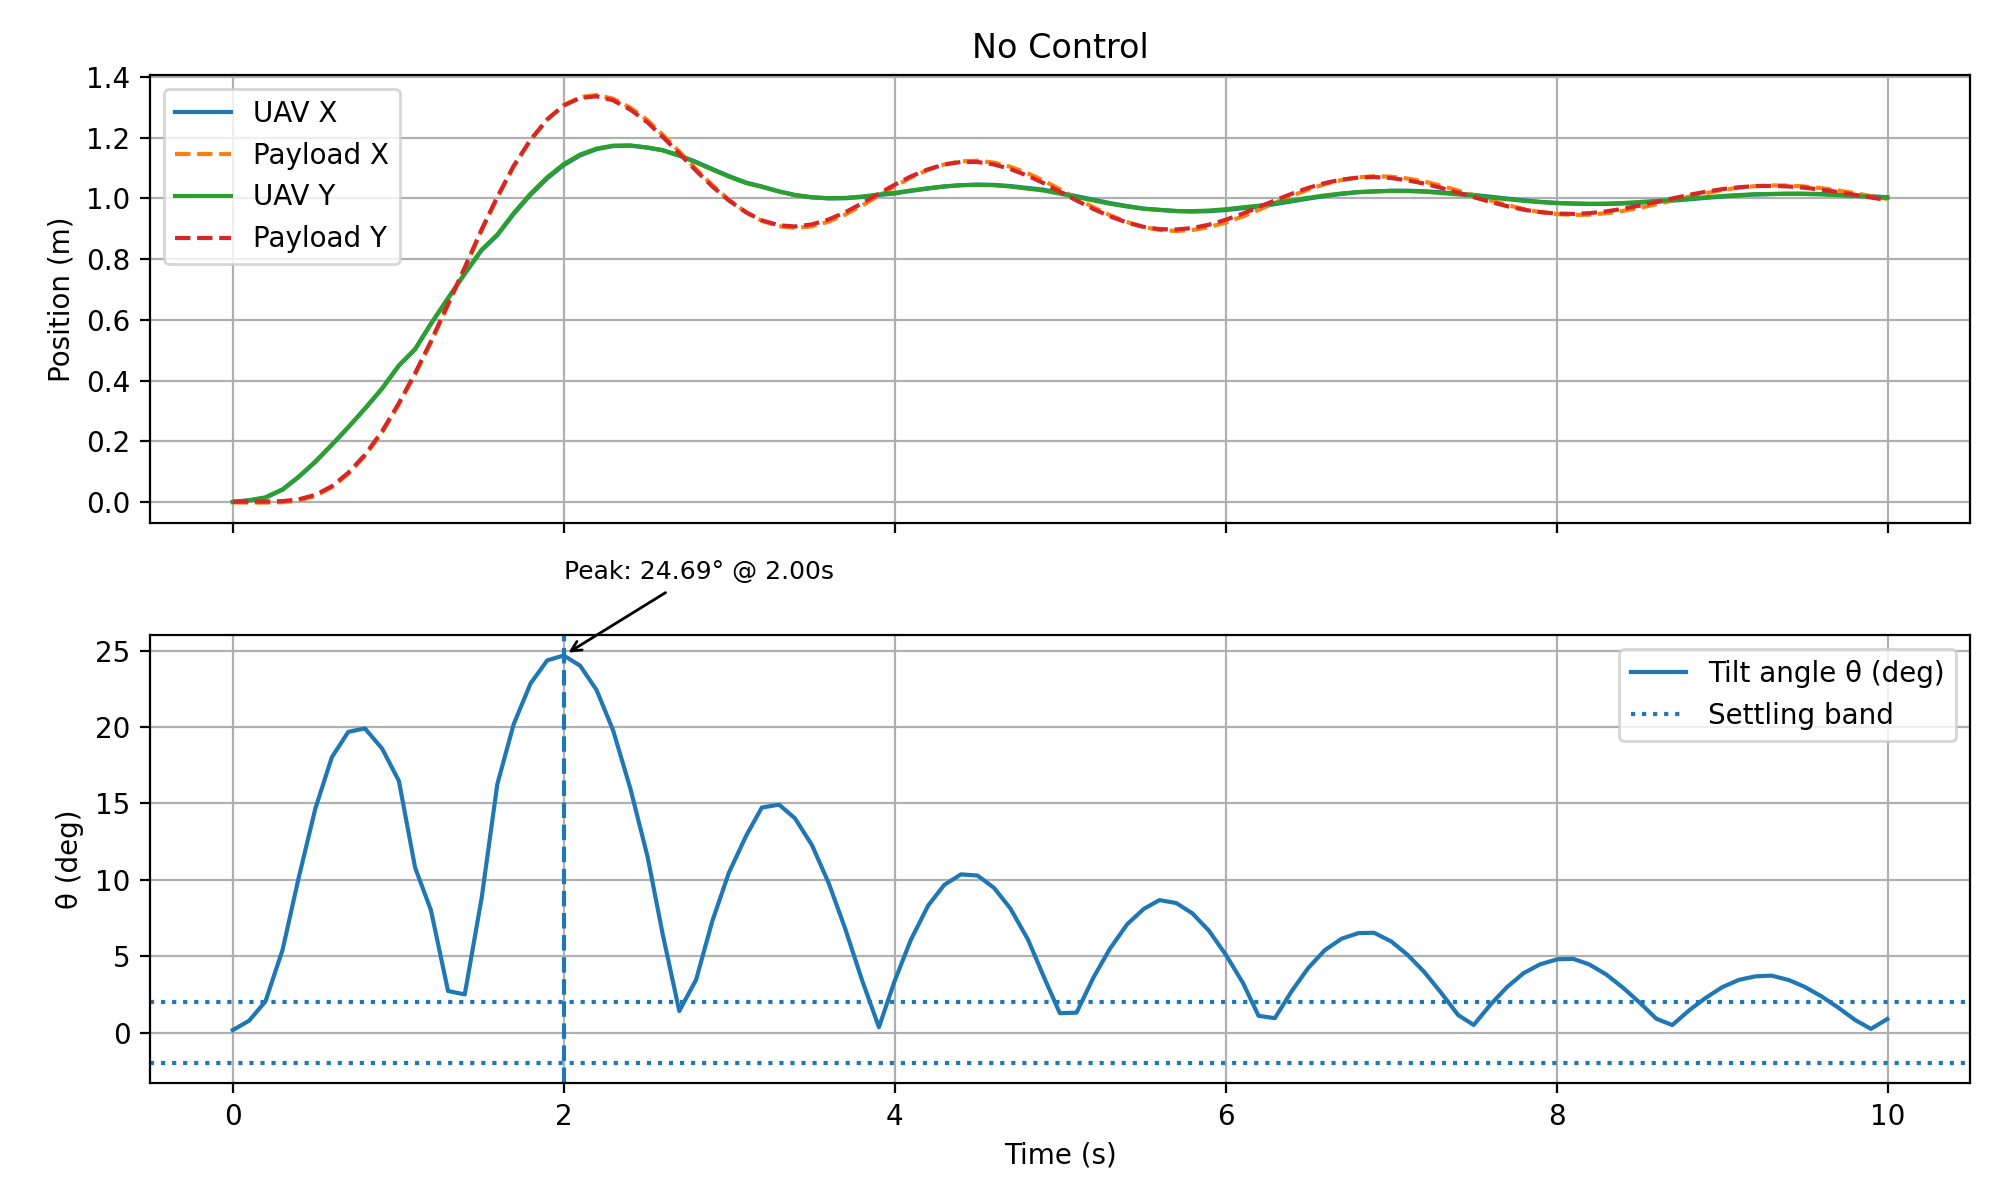 No Control
Position (m)
1.4
1.2
1.0
0.8
0.6
0.4
0.2
0.0
UAV X
Payload X
UAV Y
Payload Y
Peak: 24.69° @ 2.00s
θ (deg)
25
20
15
10
5
0
Tilt angle θ (deg)
Settling band
0 2 4 6 8 10
Time (s)